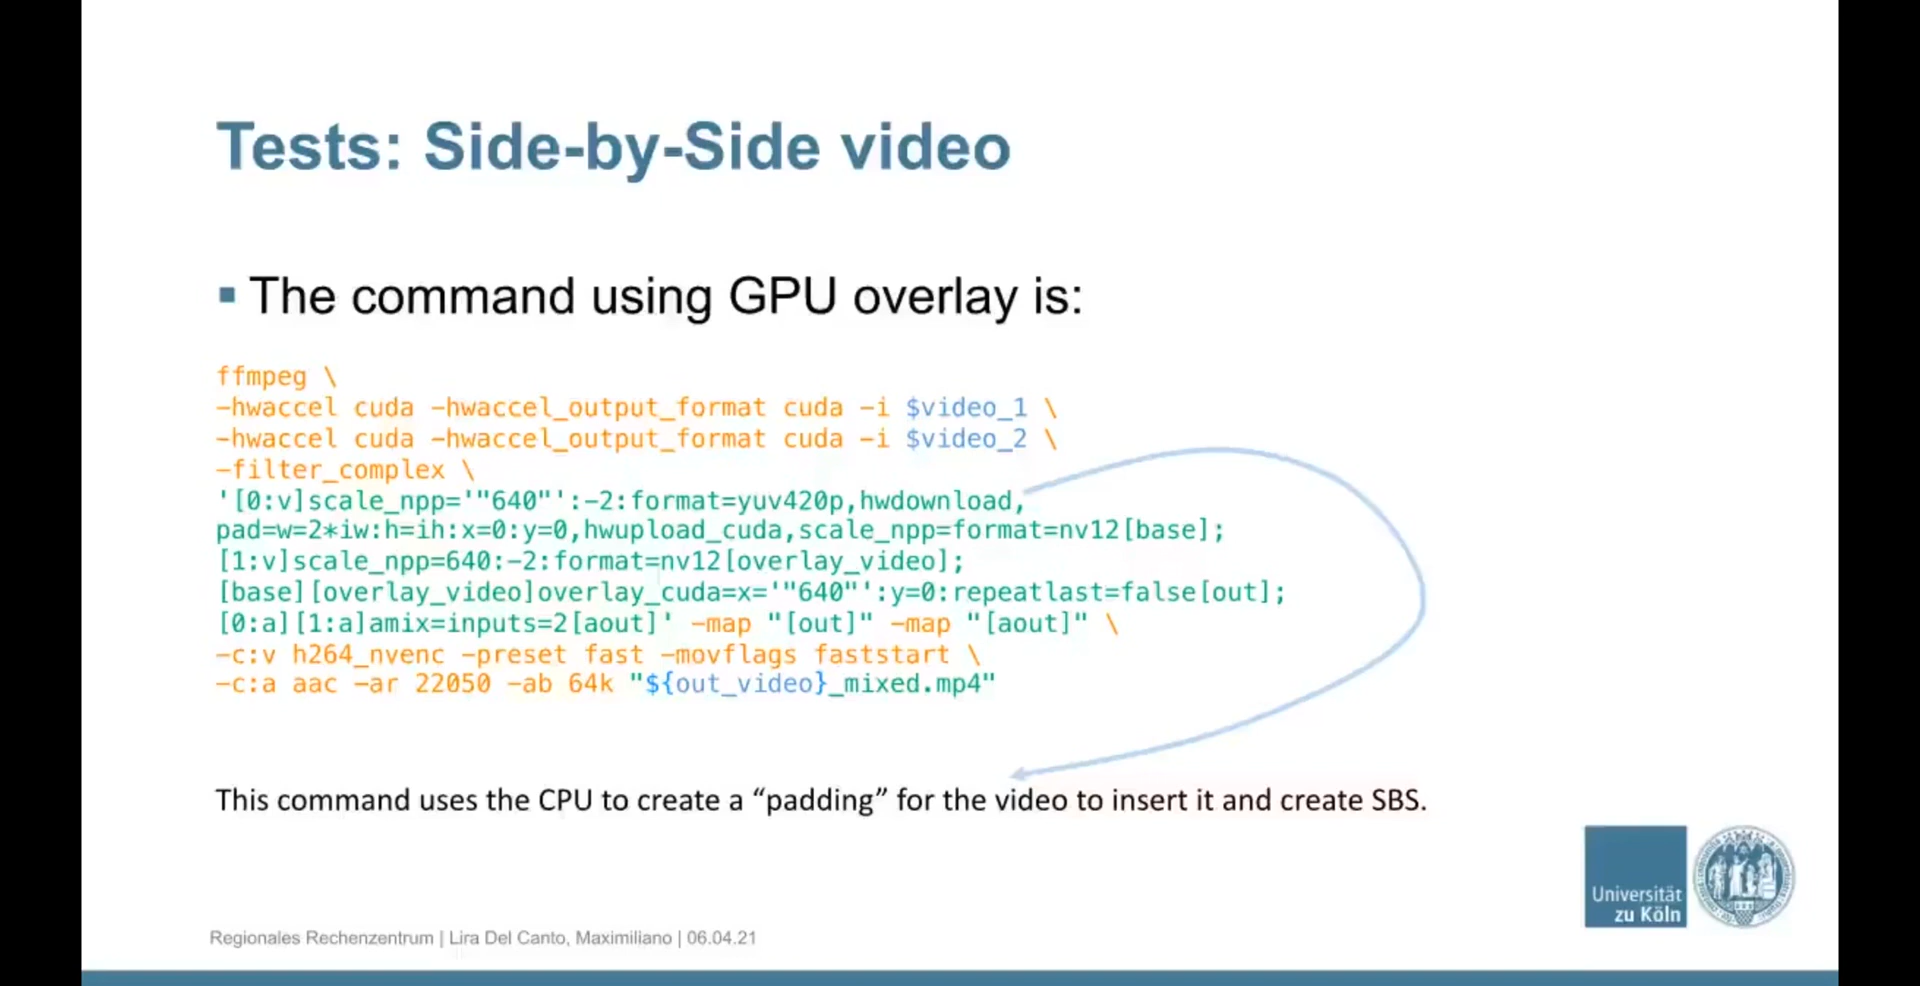 Tests: Side-by-Side video
The command using GPU overlay is:
ffmpeg \
-hwaccel cuda -hwaccel_output_format cuda -i $video_1 \
-hwaccel cuda -hwaccel_output_format cuda -i $video_2 \
-filter_complex \
'[0:v]scale_npp='"640"':-2:format=yuv420p,hwdownload,
pad=w=2*iw:h=ih:x=0:y=0,hwupload_cuda,scale_npp=format=nv12[base];
[1:v]scale_npp=640:-2:format=nv12[overlay_video];
[base][overlay_video]overlay_cuda=x='"640"':y=0:repeatlast=false[out];
[0:a][1:a]amix=inputs=2[aout]' -map "[out]" -map "[aout]" \
-c:v h264_nvenc -preset fast -movflags faststart \
-c:a aac -ar 22050 -ab 64k "${out_video}_mixed.mp4"
This command uses the CPU to create a “padding” for the video to insert it and create SBS.
Universität
zu Köln
Regionales Rechenzentrum | Lira Del Canto, Maximiliano | 06.04.21